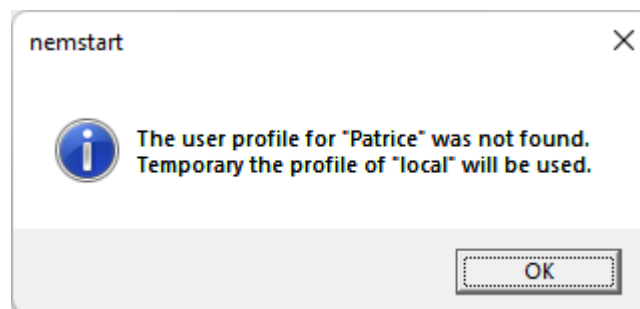 nemstart
The user profile for "Patrice" was not found.
Temporary the profile of "local" will be used.
OK